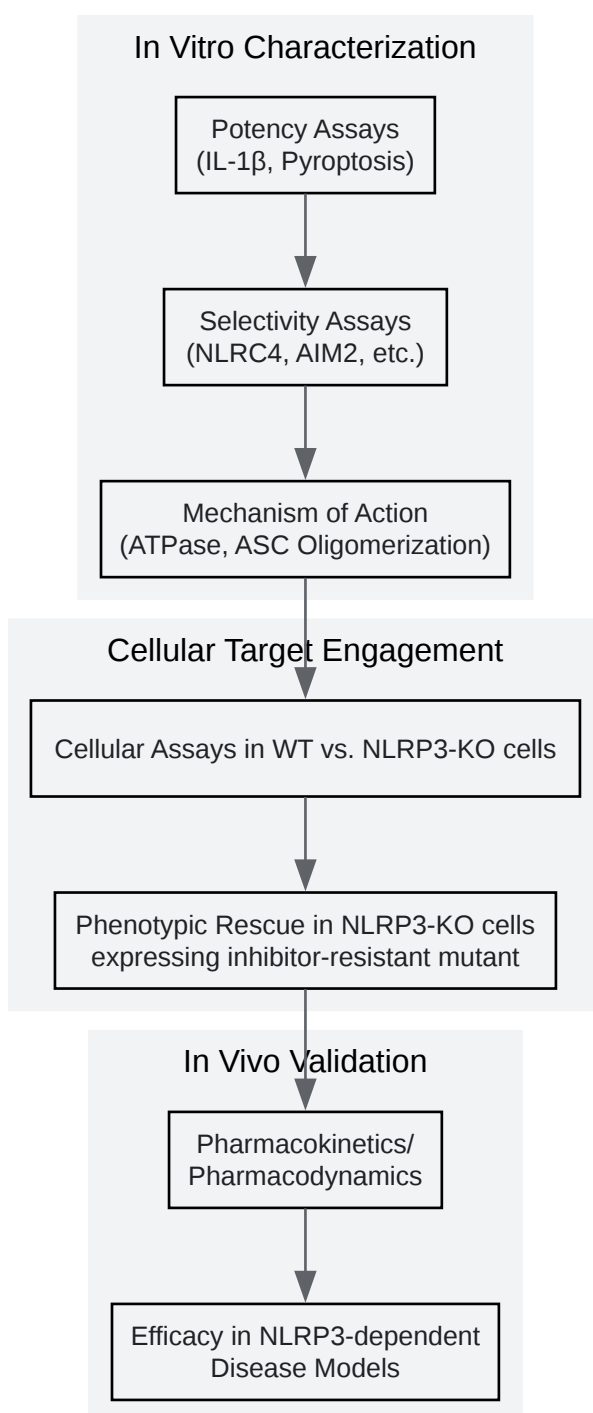 In Vitro Characterization
Potency Assays
(IL-1β, Pyroptosis)
Selectivity Assays
(NLRC4, AIM2, etc.)
Mechanism of Action
(ATPase, ASC Oligomerization)
Cellular Target Engagement
Cellular Assays in WT vs. NLRP3-KO cells
Phenotypic Rescue in NLRP3-KO cells
expressing inhibitor-resistant mutant
In Vivo Validation
Pharmacokinetics/
Pharmacodynamics
Efficacy in NLRP3-dependent
Disease Models